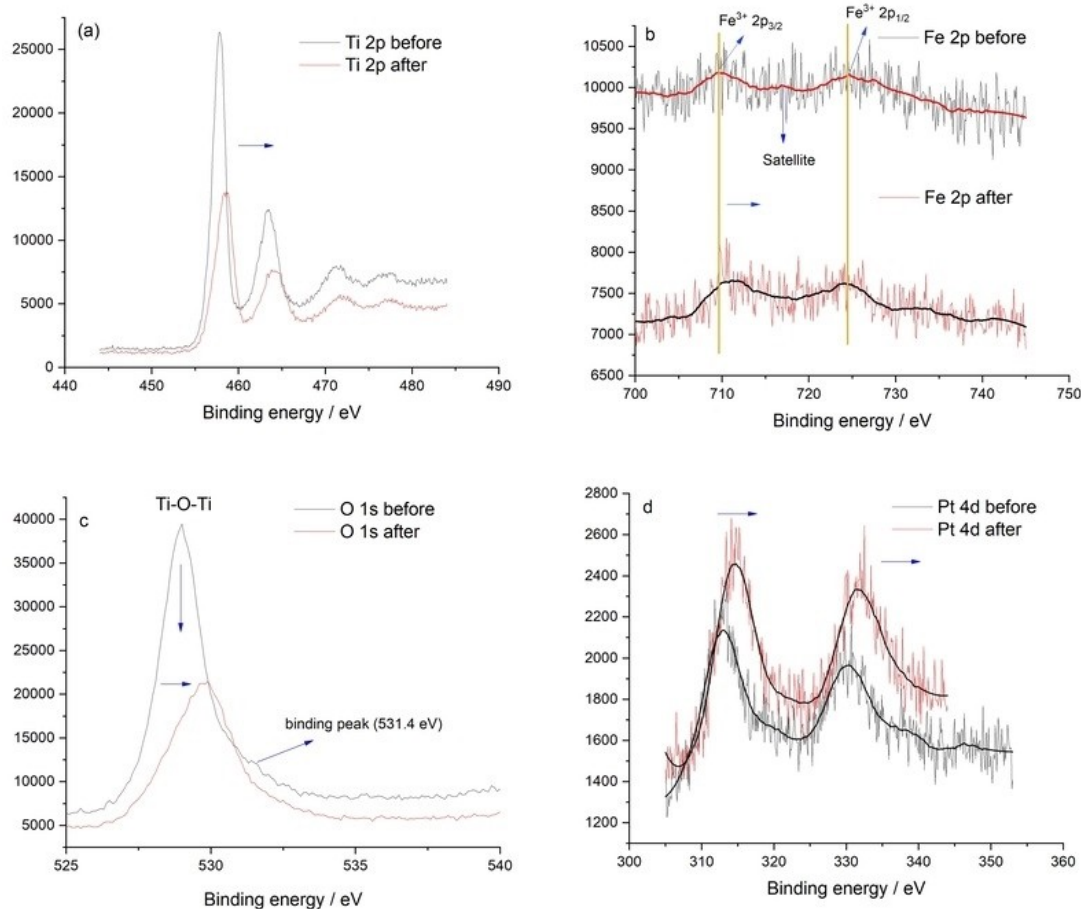 (a)
Ti 2p before
Ti 2p after
25000
20000
15000
10000
5000
0
440
450
460
470
480
490
Binding energy / eV
b
Fe³⁺ 2p₃/₂
Fe³⁺ 2p₁/₂
Fe 2p before
Satellite
Fe 2p after
10500
10000
9750
9500
9250
9000
8500
8250
8000
7500
7000
6500
700
710
720
730
740
750
Binding energy / eV
c
Ti-O-Ti
O 1s before
O 1s after
binding peak (531.4 eV)
40000
35000
30000
25000
20000
15000
10000
5000
525
530
535
540
Binding energy / eV
d
Pt 4d before
Pt 4d after
2800
2600
2400
2200
2000
1800
1600
1400
1200
300
310
320
330
340
350
360
Binding energy / eV